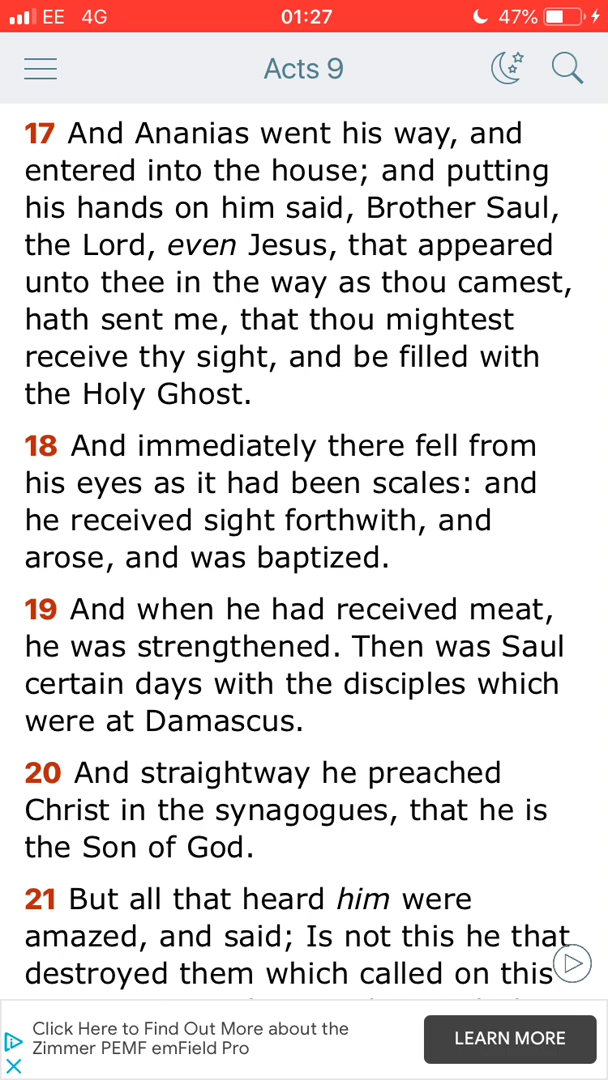 EE 4G 01:27 47%
Acts 9
17 And Ananias went his way, and
entered into the house; and putting
his hands on him said, Brother Saul,
the Lord, even Jesus, that appeared
unto thee in the way as thou camest,
hath sent me, that thou mightest
receive thy sight, and be filled with
the Holy Ghost.
18 And immediately there fell from
his eyes as it had been scales: and
he received sight forthwith, and
arose, and was baptized.
19 And when he had received meat,
he was strengthened. Then was Saul
certain days with the disciples which
were at Damascus.
20 And straightway he preached
Christ in the synagogues, that he is
the Son of God.
21 But all that heard him were
amazed, and said; Is not this he that
destroyed them which called on this
Click Here to Find Out More about the
Zimmer PEMF emField Pro
LEARN MORE